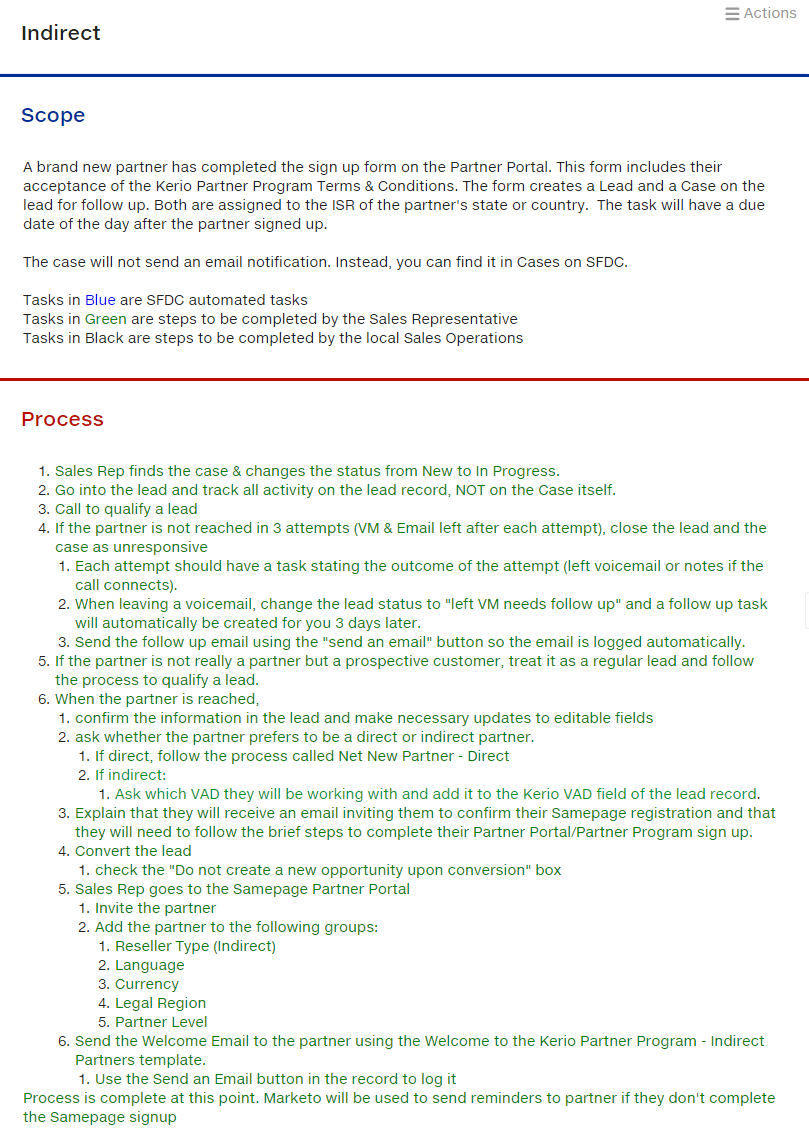 Actions
Indirect
Scope
A brand new partner has completed the sign up form on the Partner Portal. This form includes their
acceptance of the Kerio Partner Program Terms & Conditions. The form creates a Lead and a Case on the
lead for follow up. Both are assigned to the ISR of the partner's state or country.  The task will have a due
date of the day after the partner signed up.
The case will not send an email notification. Instead, you can find it in Cases on SFDC.
Tasks in Blue are SFDC automated tasks
Tasks in Green are steps to be completed by the Sales Representative
Tasks in Black are steps to be completed by the local Sales Operations
Process
1. Sales Rep finds the case & changes the status from New to In Progress.
2. Go into the lead and track all activity on the lead record, NOT on the Case itself.
3. Call to qualify a lead
4. If the partner is not reached in 3 attempts (VM & Email left after each attempt), close the lead and the
case as unresponsive
1. Each attempt should have a task stating the outcome of the attempt (left voicemail or notes if the
call connects).
2. When leaving a voicemail, change the lead status to "left VM needs follow up" and a follow up task
will automatically be created for you 3 days later.
3. Send the follow up email using the "send an email" button so the email is logged automatically.
5. If the partner is not really a partner but a prospective customer, treat it as a regular lead and follow
the process to qualify a lead.
6. When the partner is reached,
1. confirm the information in the lead and make necessary updates to editable fields
2. ask whether the partner prefers to be a direct or indirect partner.
1. If direct, follow the process called Net New Partner - Direct
2. If indirect:
1. Ask which VAD they will be working with and add it to the Kerio VAD field of the lead record.
3. Explain that they will receive an email inviting them to confirm their Samepage registration and that
they will need to follow the brief steps to complete their Partner Portal/Partner Program sign up.
4. Convert the lead
1. check the "Do not create a new opportunity upon conversion" box
5. Sales Rep goes to the Samepage Partner Portal
1. Invite the partner
2. Add the partner to the following groups:
1. Reseller Type (Indirect)
2. Language
3. Currency
4. Legal Region
5. Partner Level
6. Send the Welcome Email to the partner using the Welcome to the Kerio Partner Program - Indirect
Partners template.
1. Use the Send an Email button in the record to log it
Process is complete at this point. Marketo will be used to send reminders to partner if they don't complete
the Samepage signup